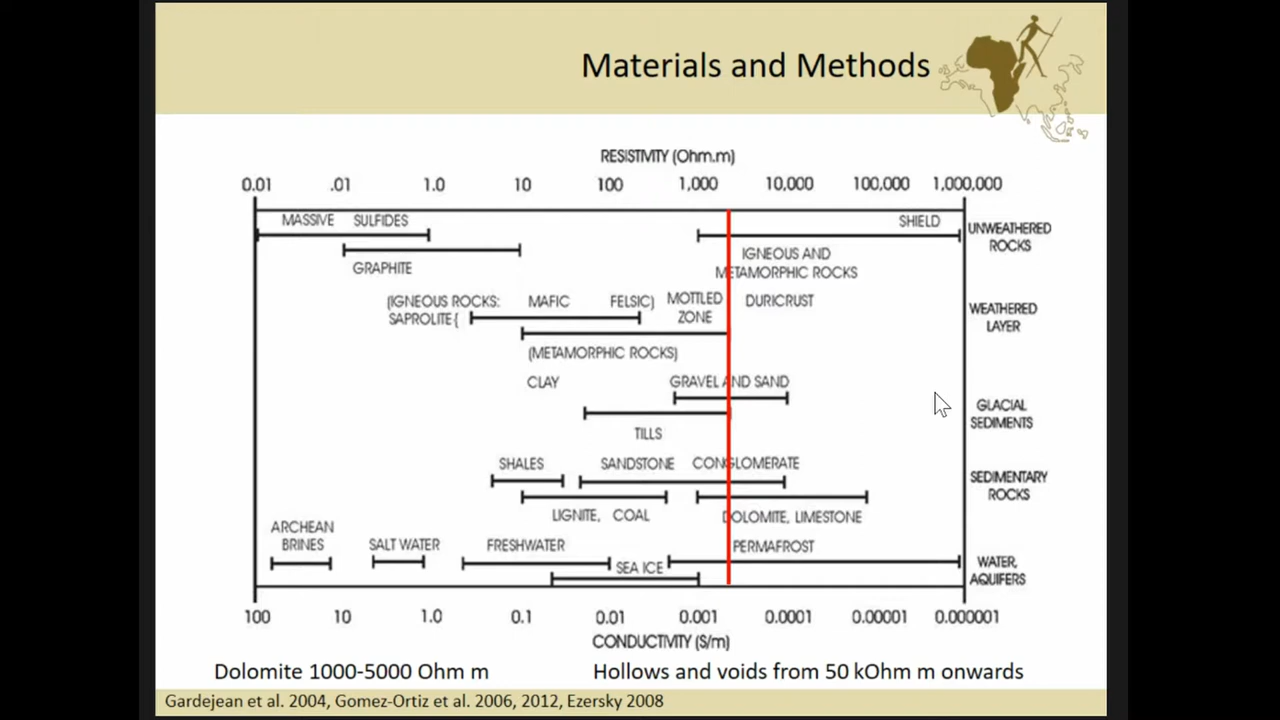 Materials and Methods
RESISTIVITY (Ohm.m)
0.01 .01 1.0 10 100 1,000 10,000 100,000 1,000,000
MASSIVE SULFIDES SHIELD
UNWEATHERED
ROCKS
GRAPHITE
IGNEOUS AND
METAMORPHIC ROCKS
(IGNEOUS ROCKS: MAFIC FELSIC) MOTTLED DURICRUST
SAPROLITE{ ZONE
WEATHERED
LAYER
(METAMORPHIC ROCKS)
CLAY GRAVEL AND SAND
GLACIAL
SEDIMENTS
TILLS
SHALES SANDSTONE CONGLOMERATE
SEDIMENTARY
ROCKS
LIGNITE, COAL DOLOMITE, LIMESTONE
ARCHEAN
BRINES SALT WATER FRESHWATER PERMAFROST
SEA ICE
WATER,
AQUIFERS
100 10 1.0 0.1 0.01 0.001 0.0001 0.00001 0.000001
CONDUCTIVITY (S/m)
Dolomite 1000-5000 Ohm m Hollows and voids from 50 kOhm m onwards
Gardejean et al. 2004, Gomez-Ortiz et al. 2006, 2012, Ezersky 2008